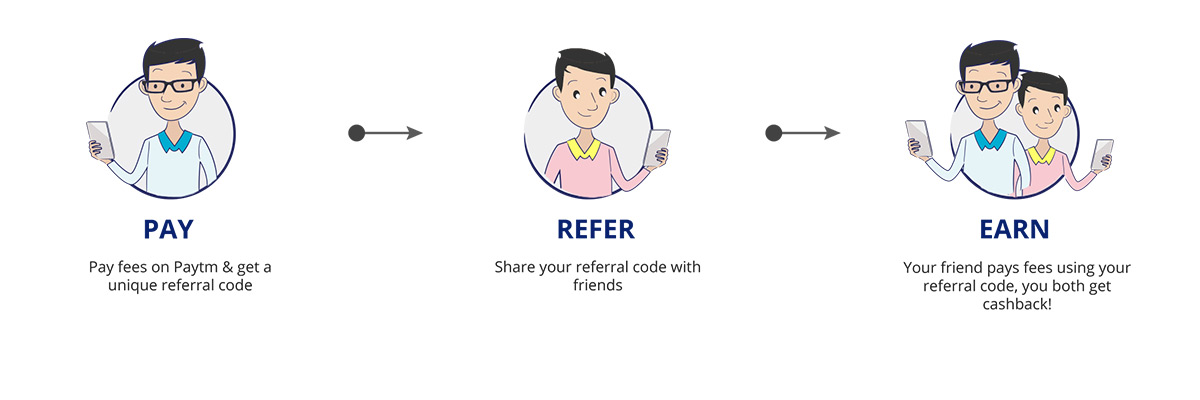 PAY
Pay fees on Paytm & get a
unique referral code
REFER
Share your referral code with
friends
EARN
Your friend pays fees using your
referral code, you both get
cashback!